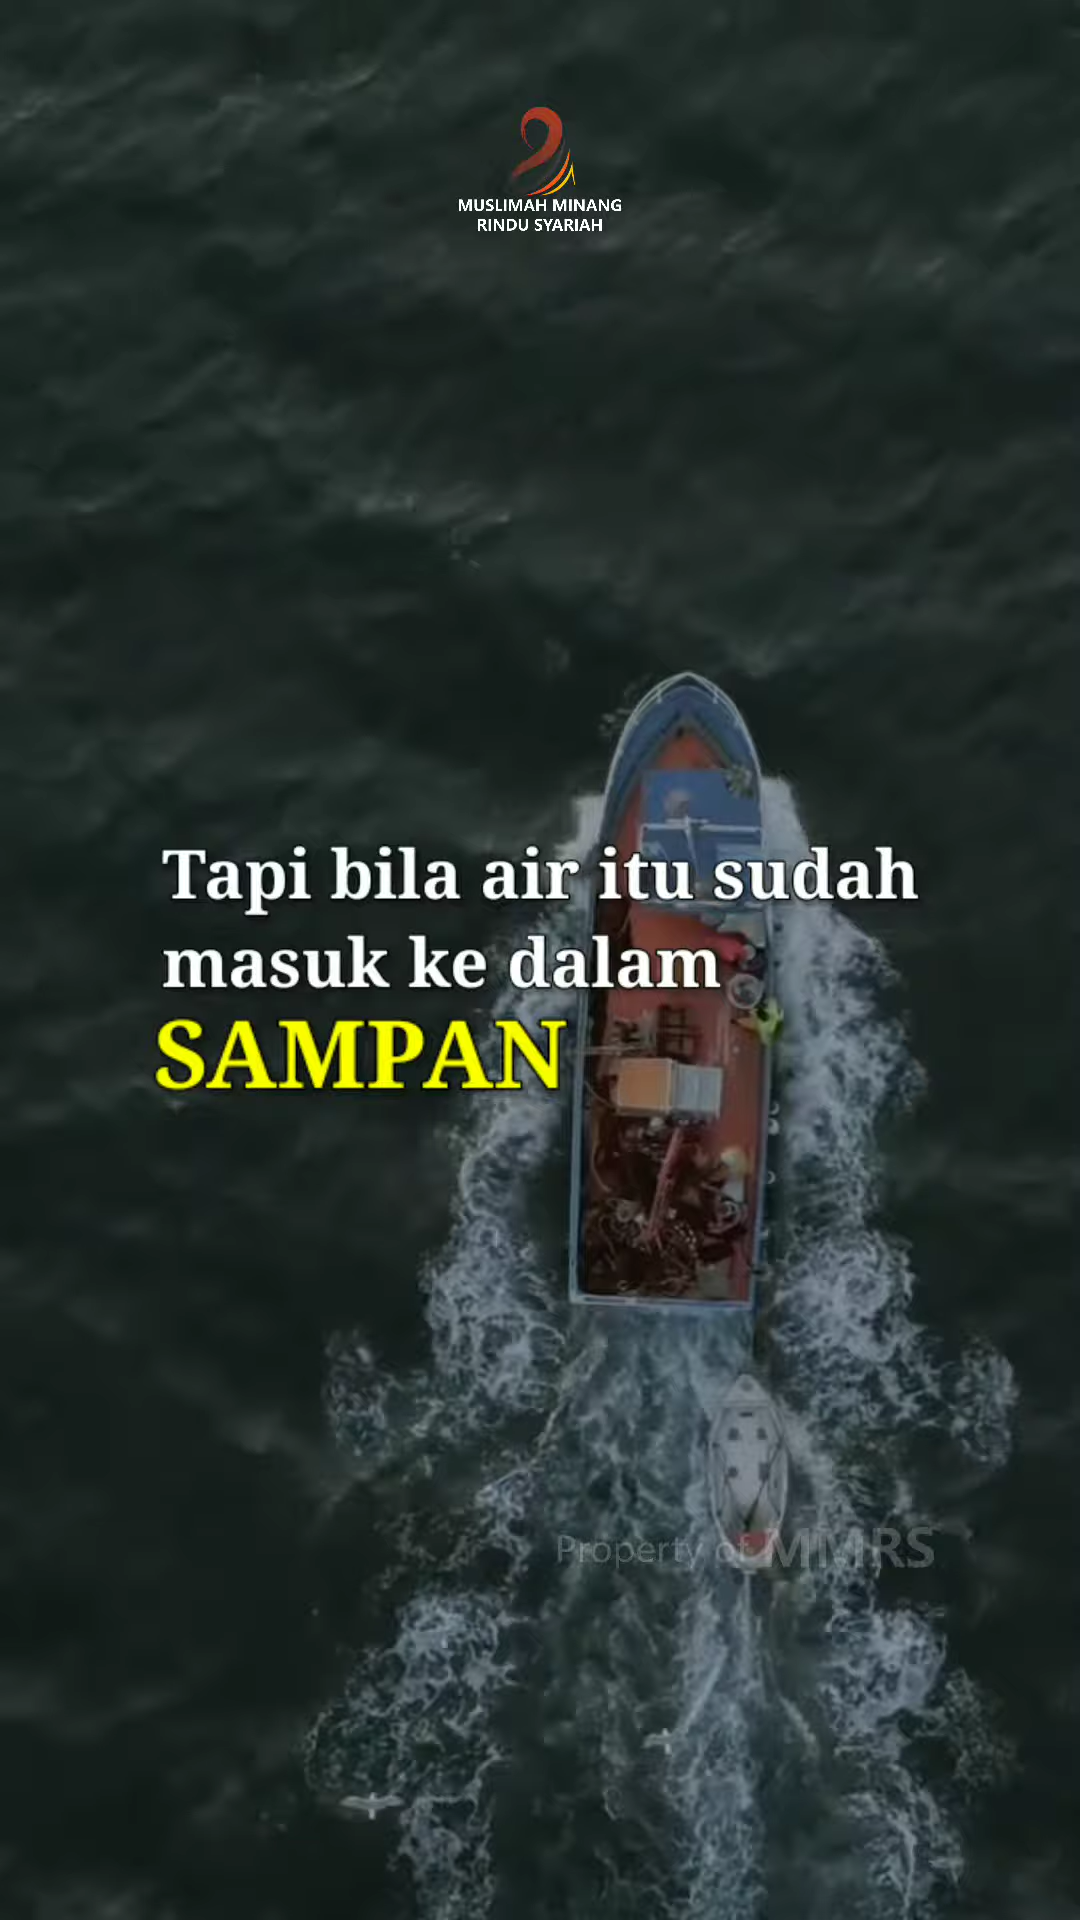 MUSLIMAH MINANG
RINDU SYARIAH
Tapi bila air itu sudah
masuk ke dalam
SAMPAN
Property of MMRS